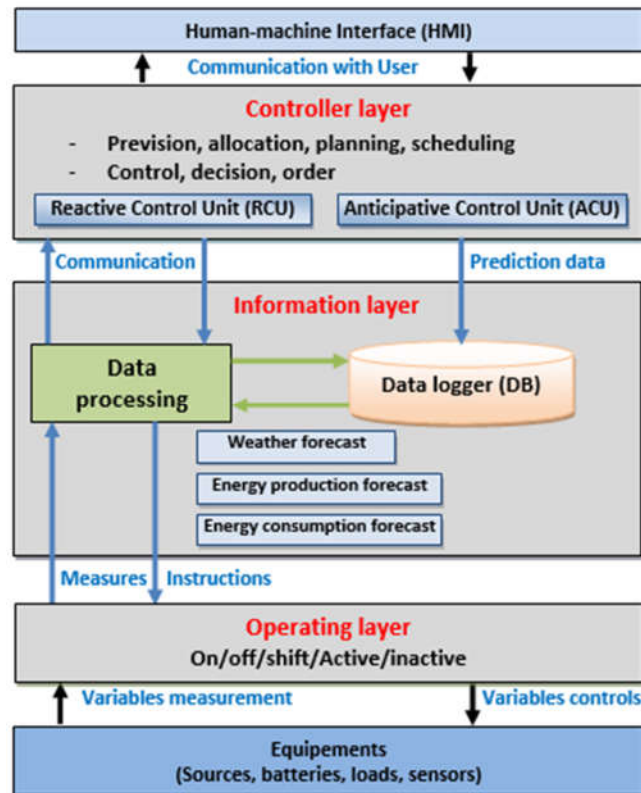 Human-machine Interface (HMI)
Communication with User
Controller layer
- Prevision, allocation, planning, scheduling
- Control, decision, order
Reactive Control Unit (RCU)
Anticipative Control Unit (ACU)
Communication
Prediction data
Information layer
Data
processing
Data logger (DB)
Weather forecast
Energy production forecast
Energy consumption forecast
Measures
Instructions
Operating layer
On/off/shift/Active/inactive
Variables measurement
Variables controls
Equipements
(Sources, batteries, loads, sensors)